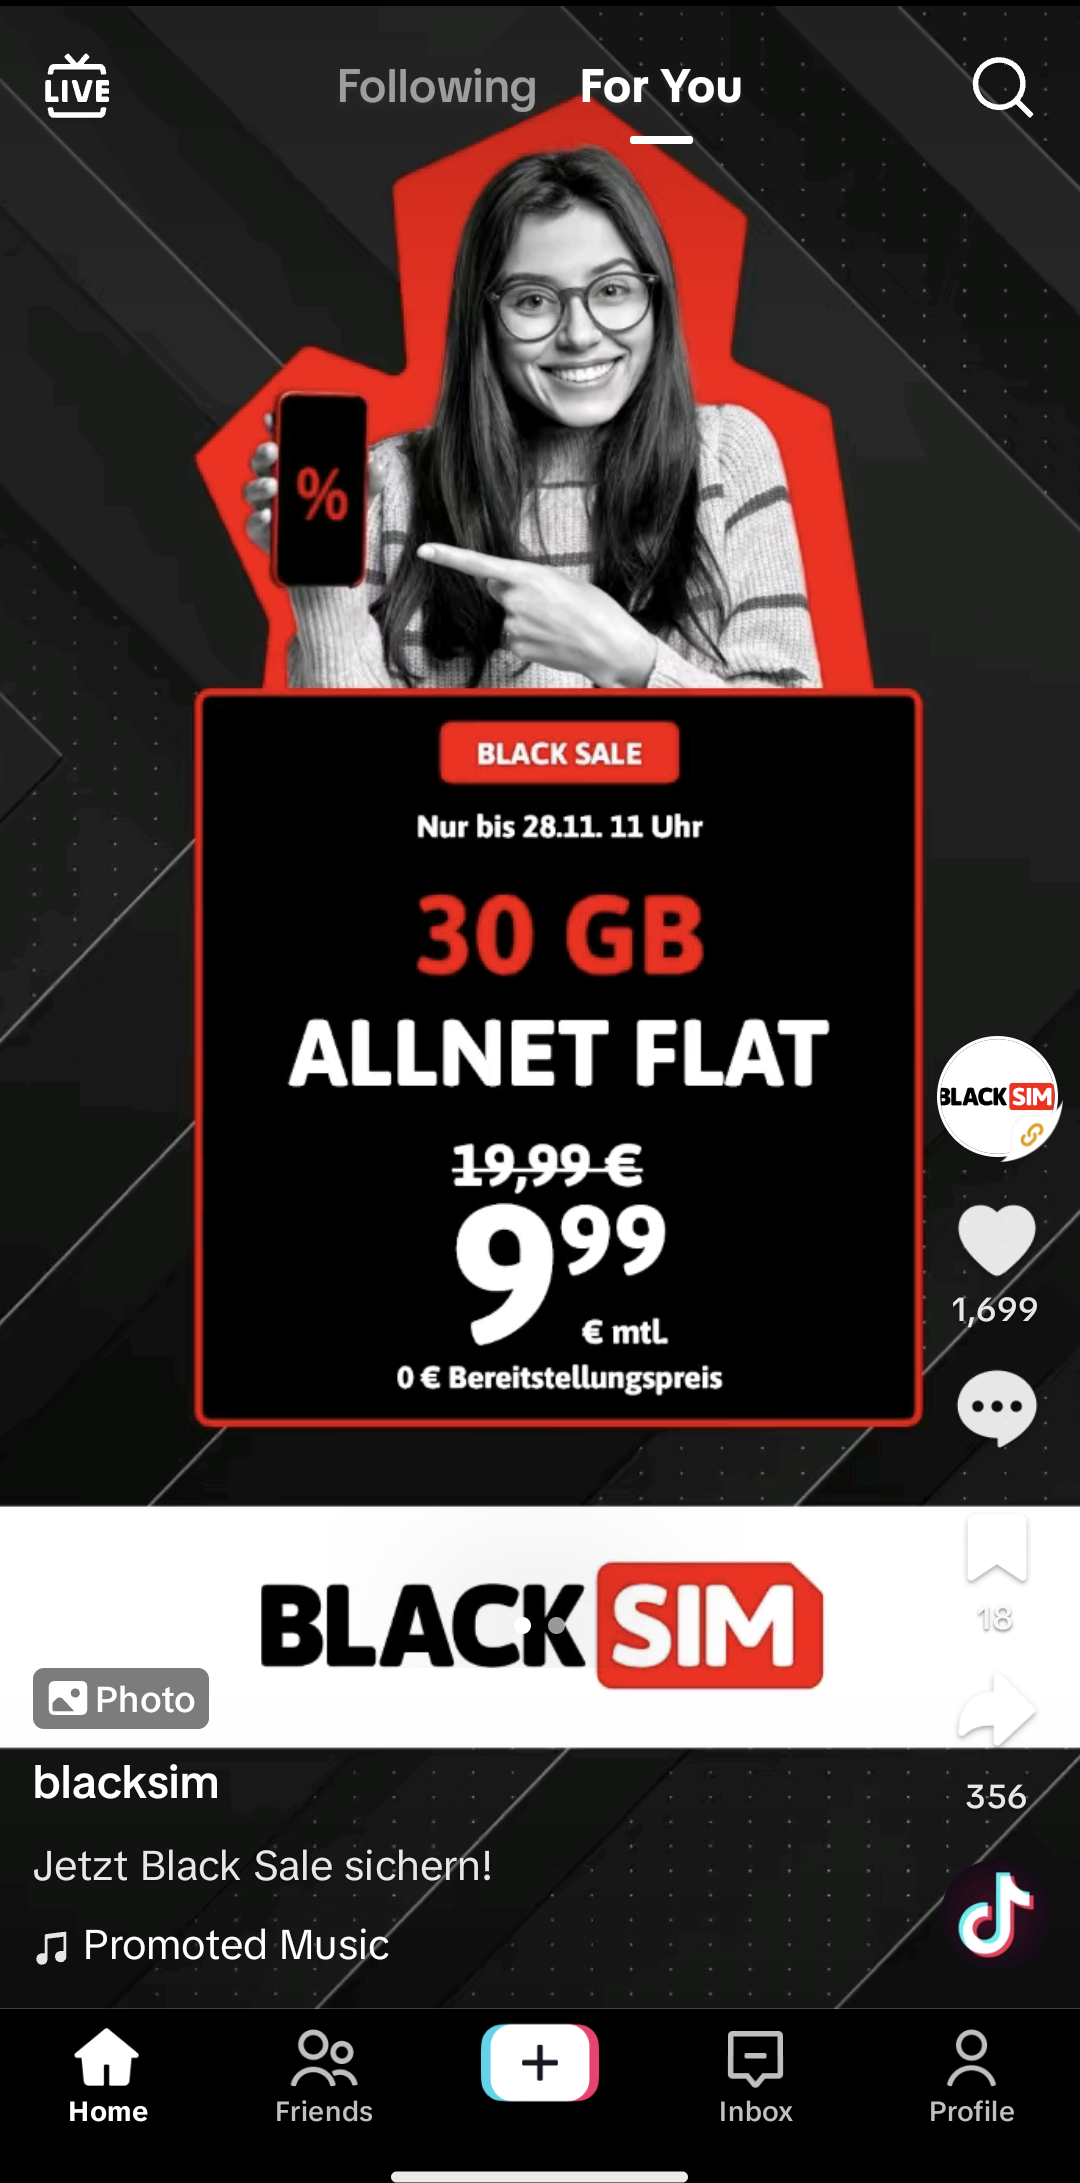 LIVE
Following
For You
%
BLACK SALE
Nur bis 28.11. 11 Uhr
30 GB
ALLNET FLAT
19,99 €
9⁹⁹
€ mtl.
0 € Bereitstellungspreis
BLACK SIM
1,699
BLACK SIM
18
Photo
blacksim
356
Jetzt Black Sale sichern!
Promoted Music
Home
Friends
Inbox
Profile